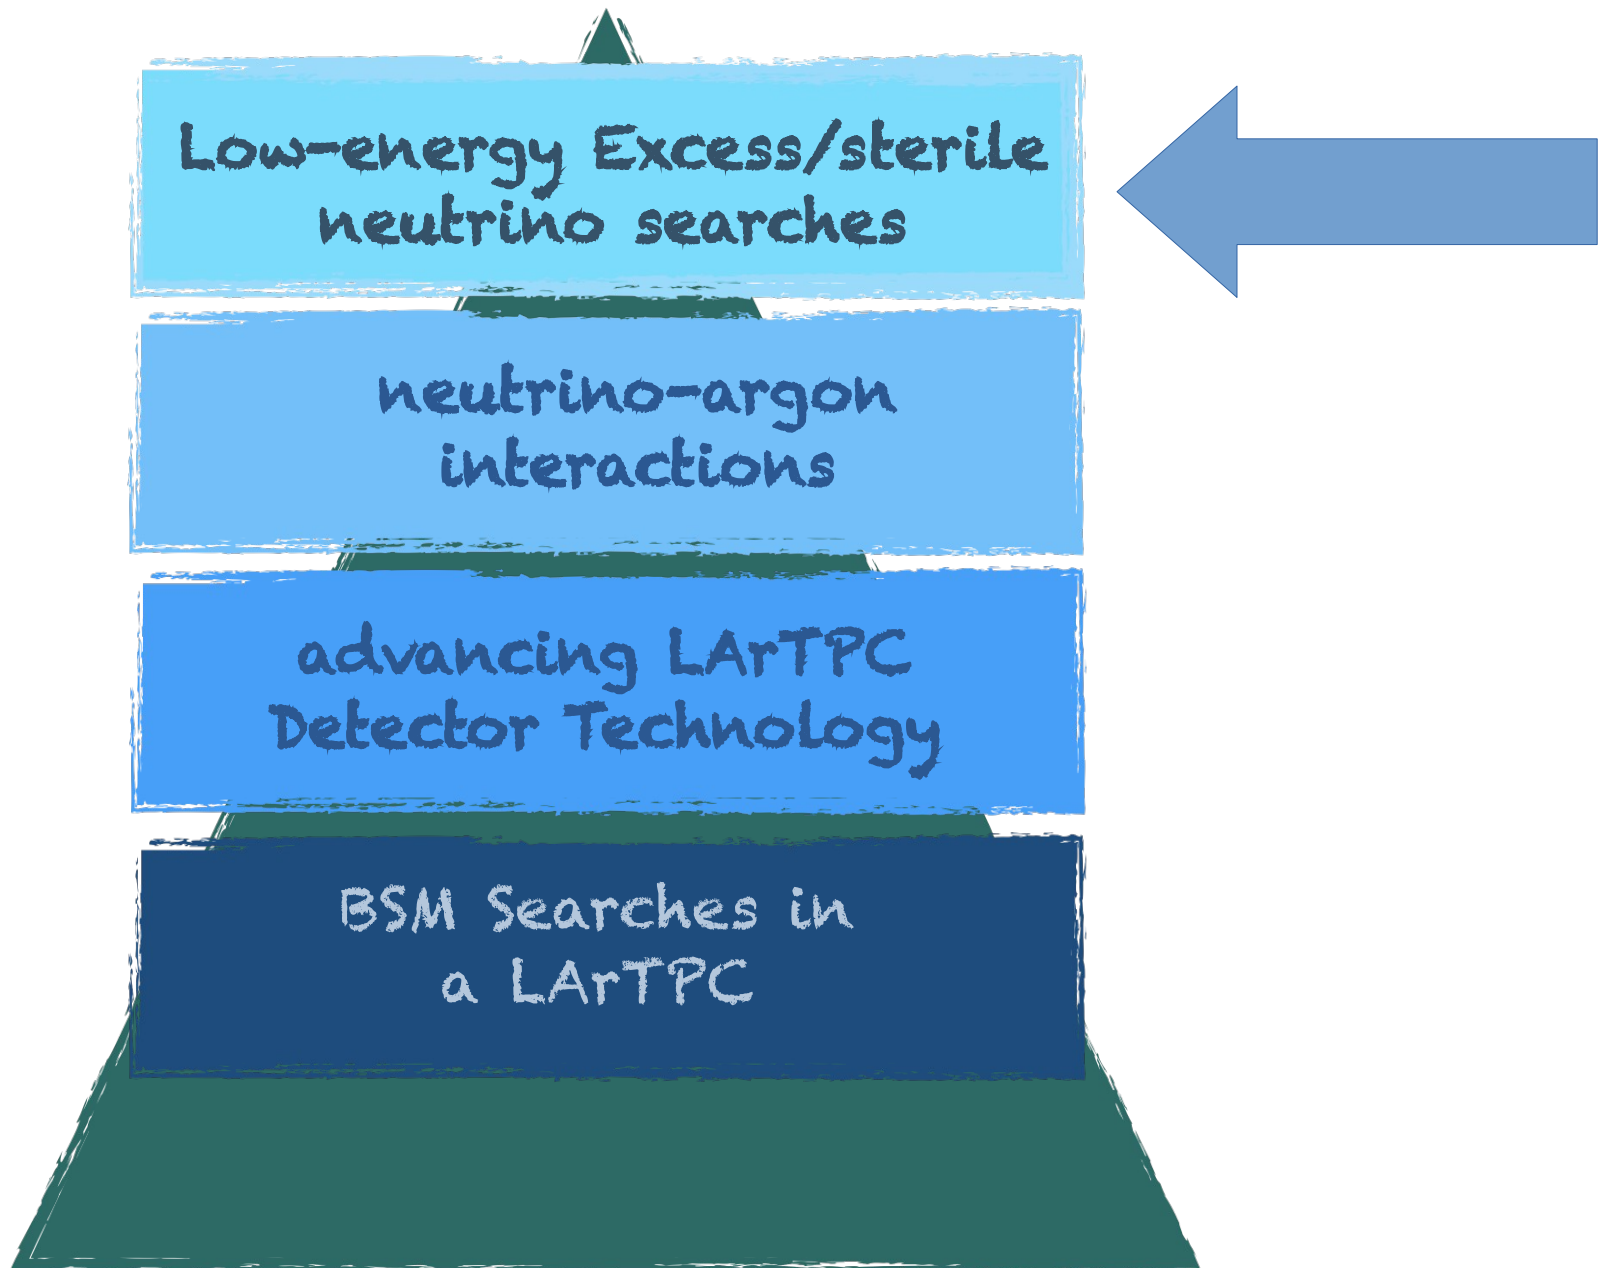 Low-energy Excess/sterile
neutrino searches
neutrino-argon
interactions
advancing LArTPC
Detector Technology
BSM Searches in
a LArTPC